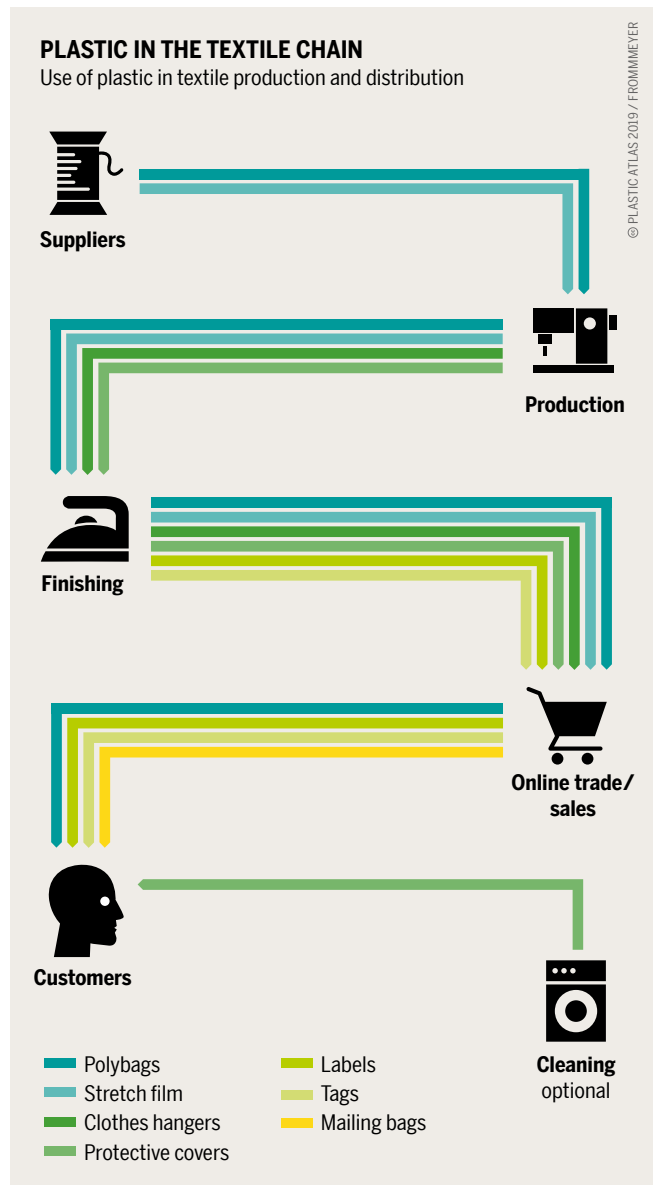 PLASTIC IN THE TEXTILE CHAIN
Use of plastic in textile production and distribution
© PLASTIC ATLAS 2019 / FROMMMEYER
Suppliers
Production
Finishing
Online trade/
sales
Customers
Cleaning
optional
Polybags
Stretch film
Clothes hangers
Protective covers
Labels
Tags
Mailing bags